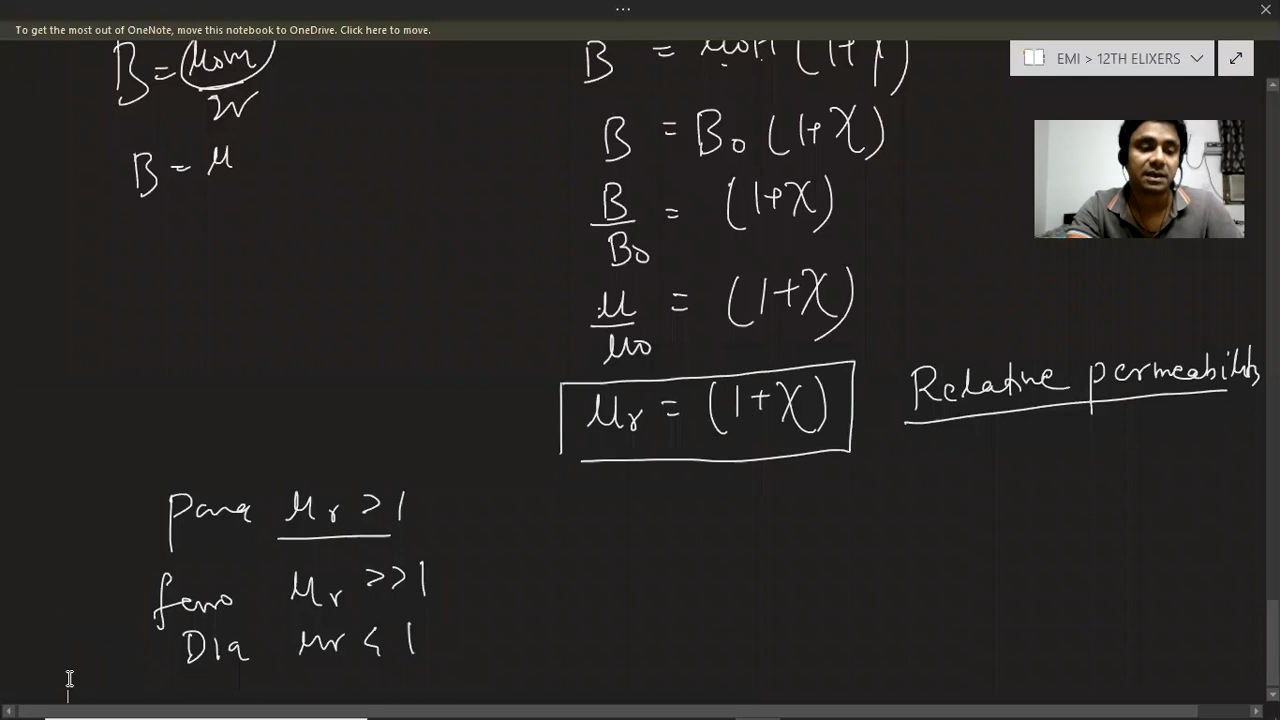 To get the most out of OneNote, move this notebook to OneDrive. Click here to move.
EMI > 12TH ELIXERS
B = (μ₀m)
2r
B = μ
B = μ₀H (1+χ)
B = B₀ (1+χ)
B/B₀ = (1+χ)
μ/μ₀ = (1+χ)
μr = (1+χ)
Relative permeability
Para μr > 1
ferro μr >> 1
Dia μr < 1